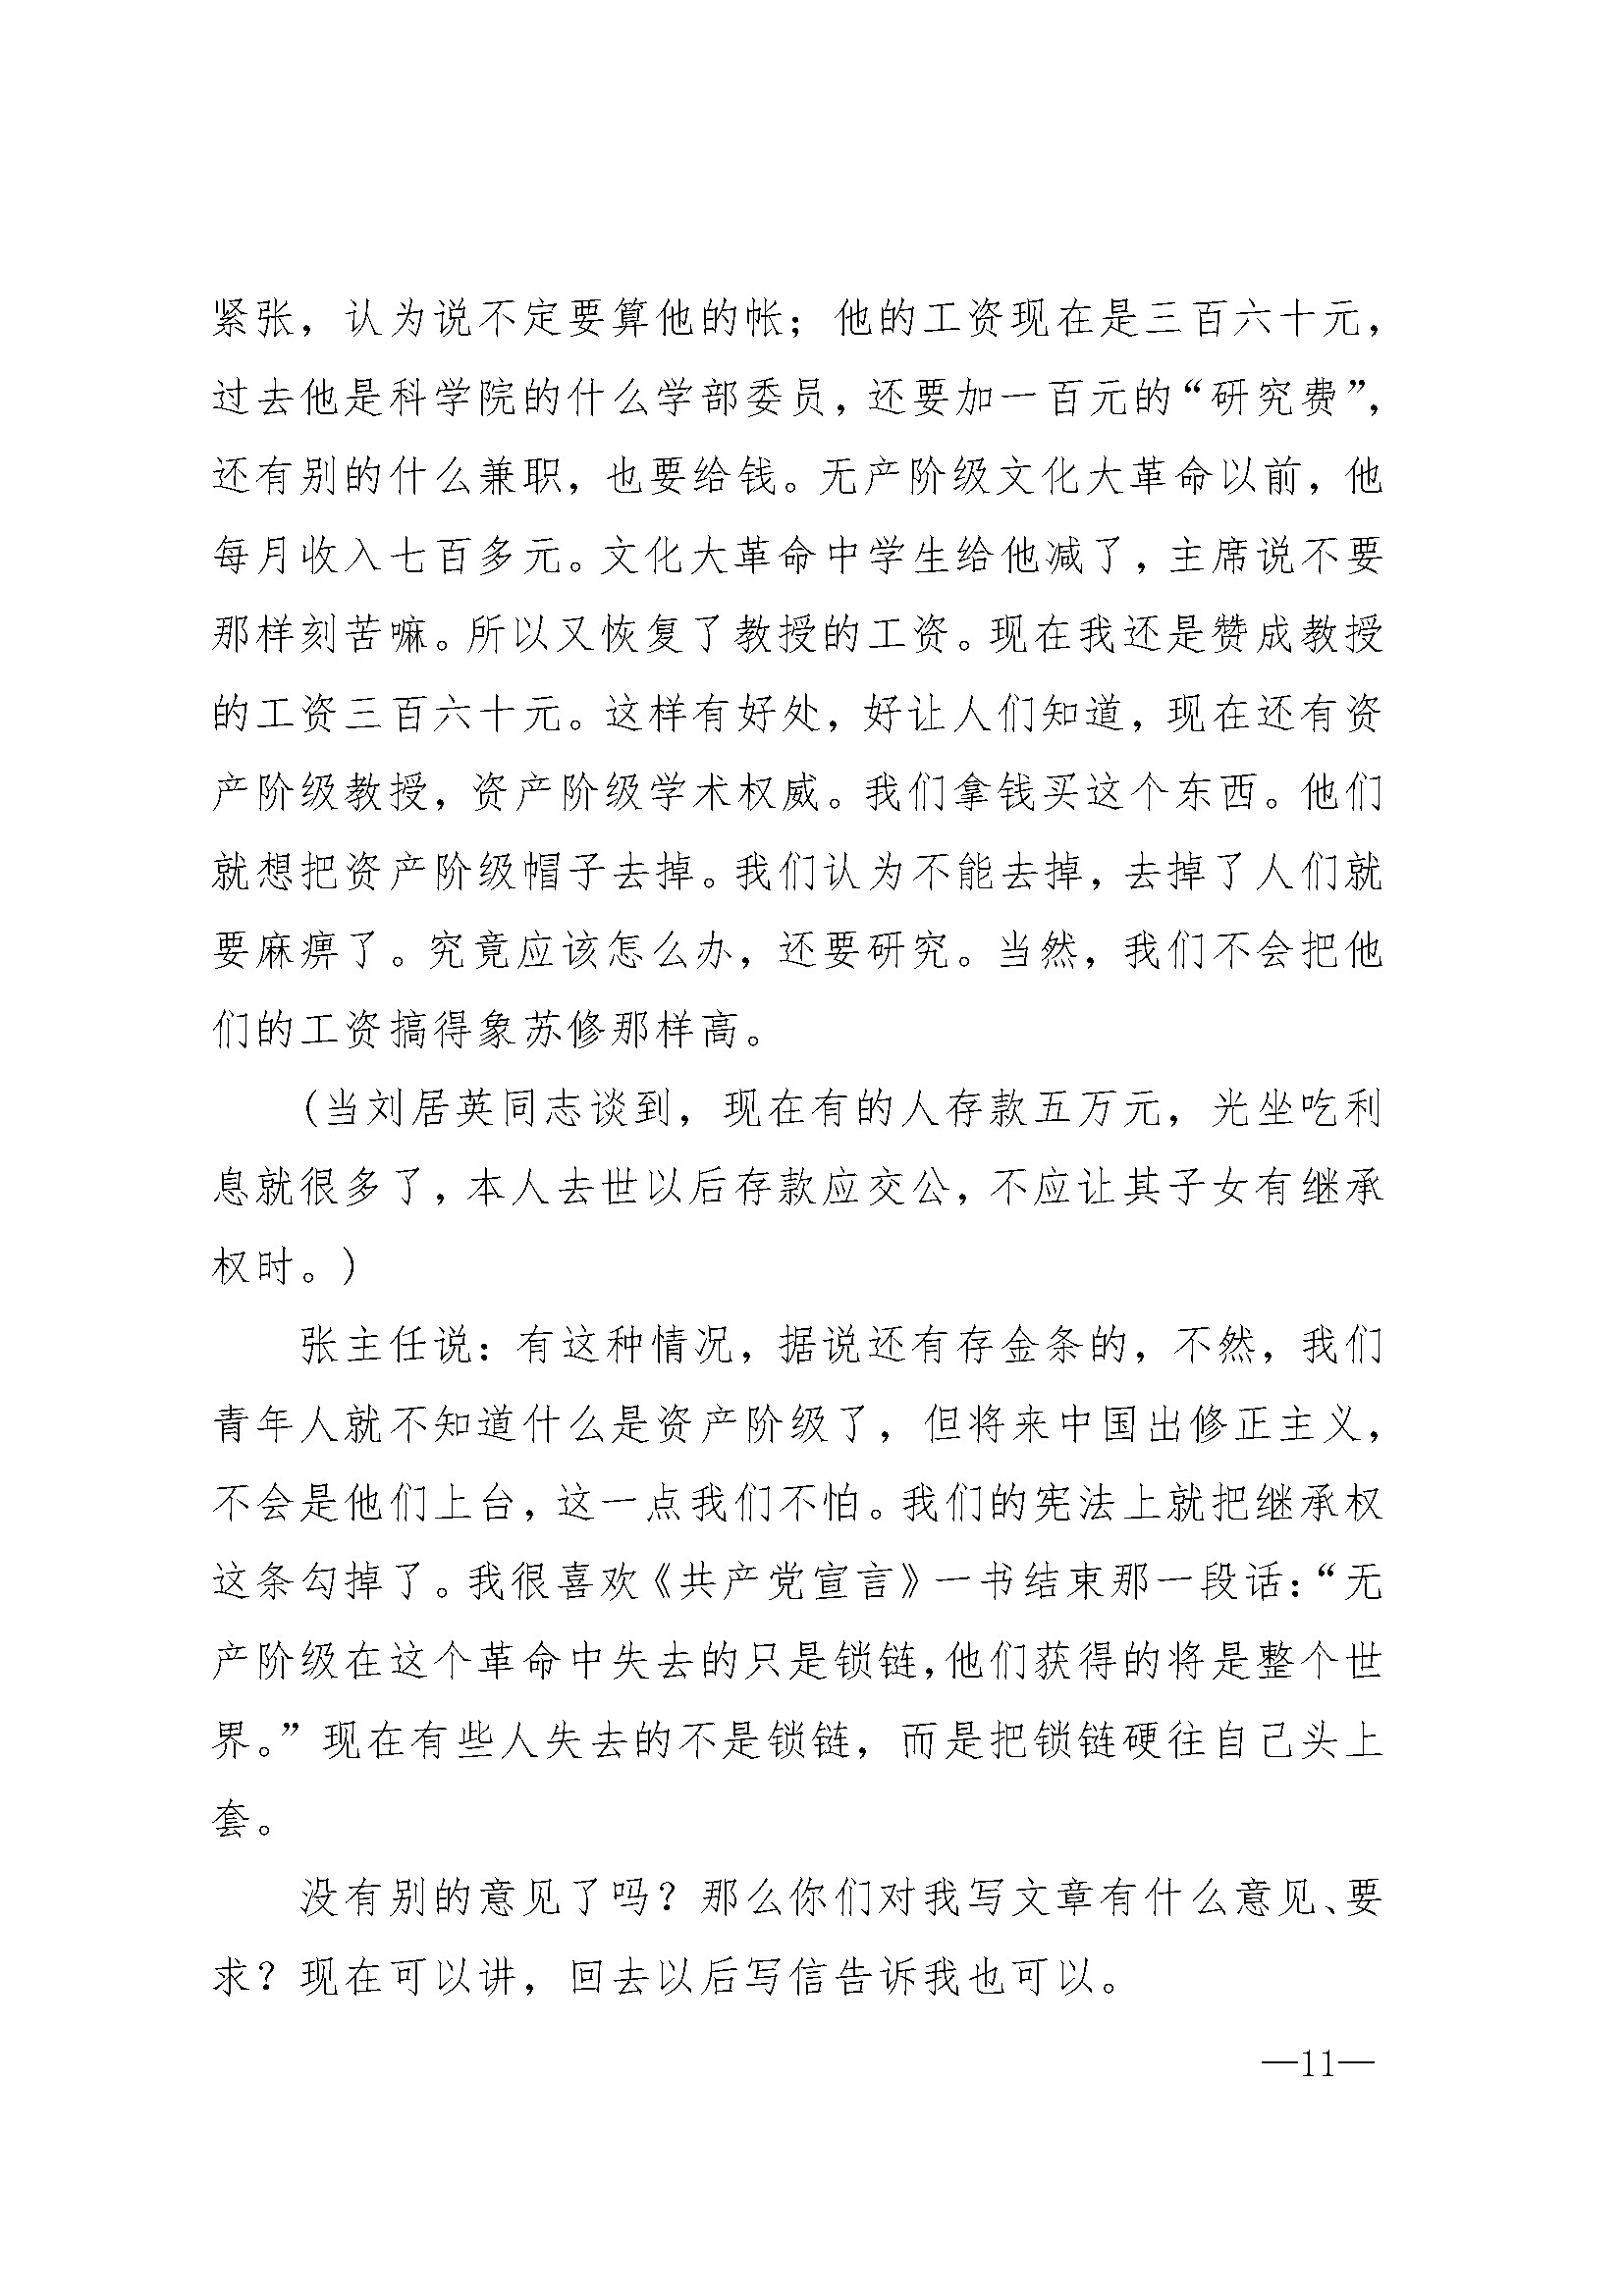 紧张，认为说不定要算他的帐；他的工资现在是三百六十元，
过去他是科学院的什么学部委员，还要加一百元的“研究费”，
还有别的什么兼职，也要给钱。无产阶级文化大革命以前，他
每月收入七百多元。文化大革命中学生给他减了，主席说不要
那样刻苦嘛。所以又恢复了教授的工资。现在我还是赞成教授
的工资三百六十元。这样有好处，好让人们知道，现在还有资
产阶级教授，资产阶级学术权威。我们拿钱买这个东西。他们
就想把资产阶级帽子去掉。我们认为不能去掉，去掉了人们就
要麻痹了。究竟应该怎么办，还要研究。当然，我们不会把他
们的工资搞得象苏修那样高。
（当刘居英同志谈到，现在有的人存款五万元，光坐吃利
息就很多了，本人去世以后存款应交公，不应让其子女有继承
权时。）
张主任说：有这种情况，据说还有存金条的，不然，我们
青年人就不知道什么是资产阶级了，但将来中国出修正主义，
不会是他们上台，这一点我们不怕。我们的宪法上就把继承权
这条勾掉了。我很喜欢《共产党宣言》一书结束那一段话：“无
产阶级在这个革命中失去的只是锁链，他们获得的将是整个世
界。”现在有些人失去的不是锁链，而是把锁链硬往自己头上
套。
没有别的意见了吗？那么你们对我写文章有什么意见、要
求？现在可以讲，回去以后写信告诉我也可以。
—11—